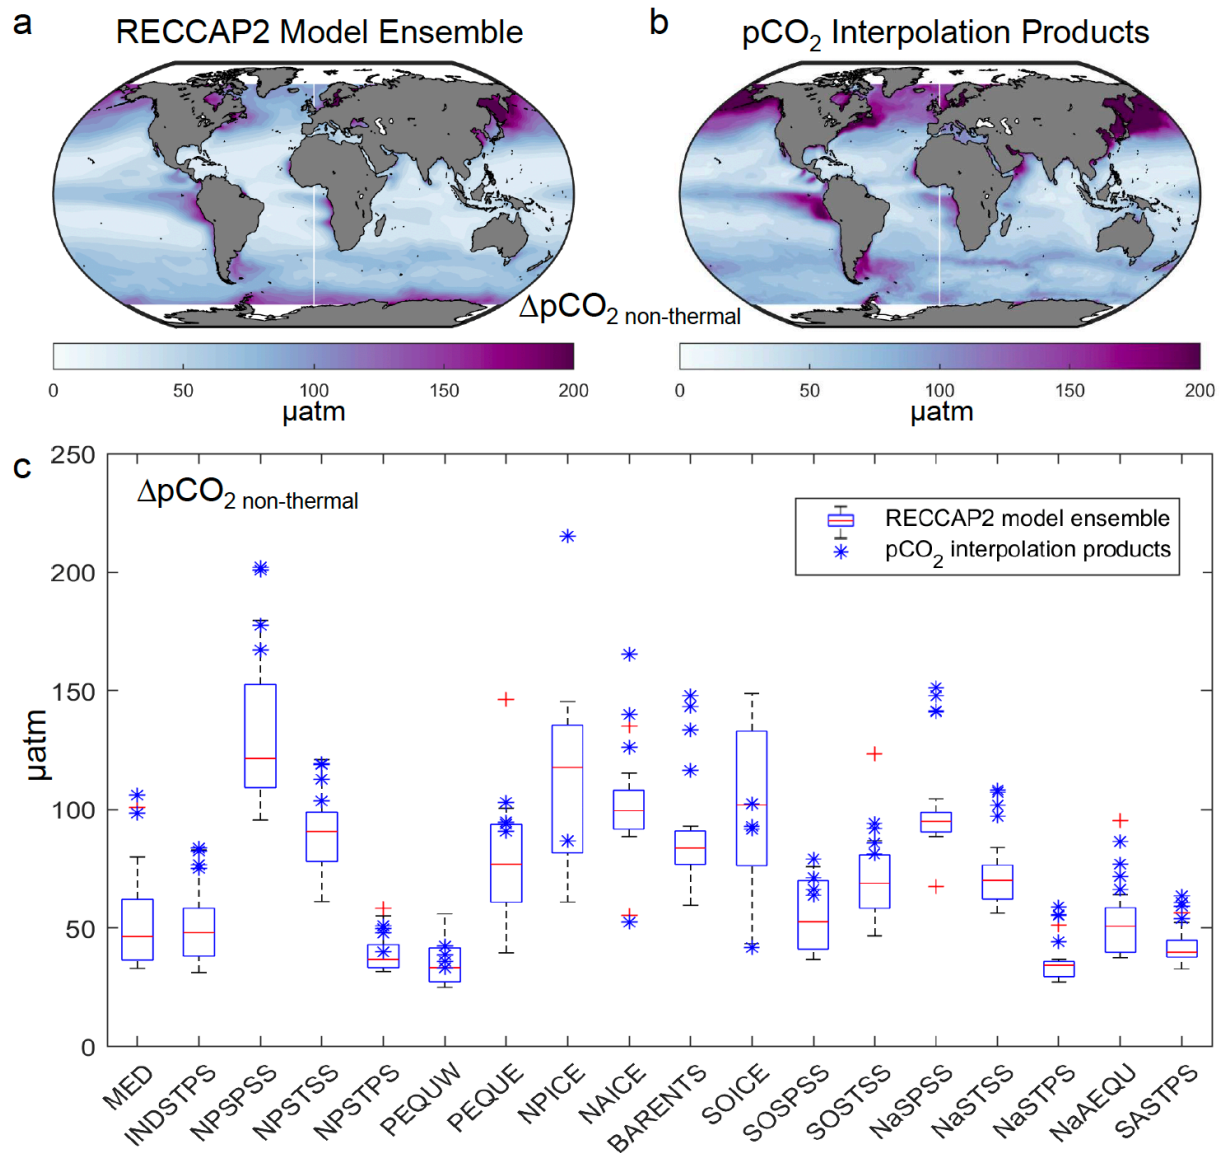 a
RECCAP2 Model Ensemble
b
pCO2 Interpolation Products
ΔpCO2 non-thermal
0 50 100 150 200
µatm
0 50 100 150 200
µatm
c
ΔpCO2 non-thermal
RECCAP2 model ensemble
pCO2 interpolation products
µatm
250
200
150
100
50
0
MED
INDSTPS
NPSPSS
NPSTSS
NPSTPS
PEQUW
PEQUE
NPICE
NAICE
BARENTS
SOICE
SOSPSS
SOSTSS
NaSPSS
NaSTSS
NaSTPS
NaAEQU
SASTPS